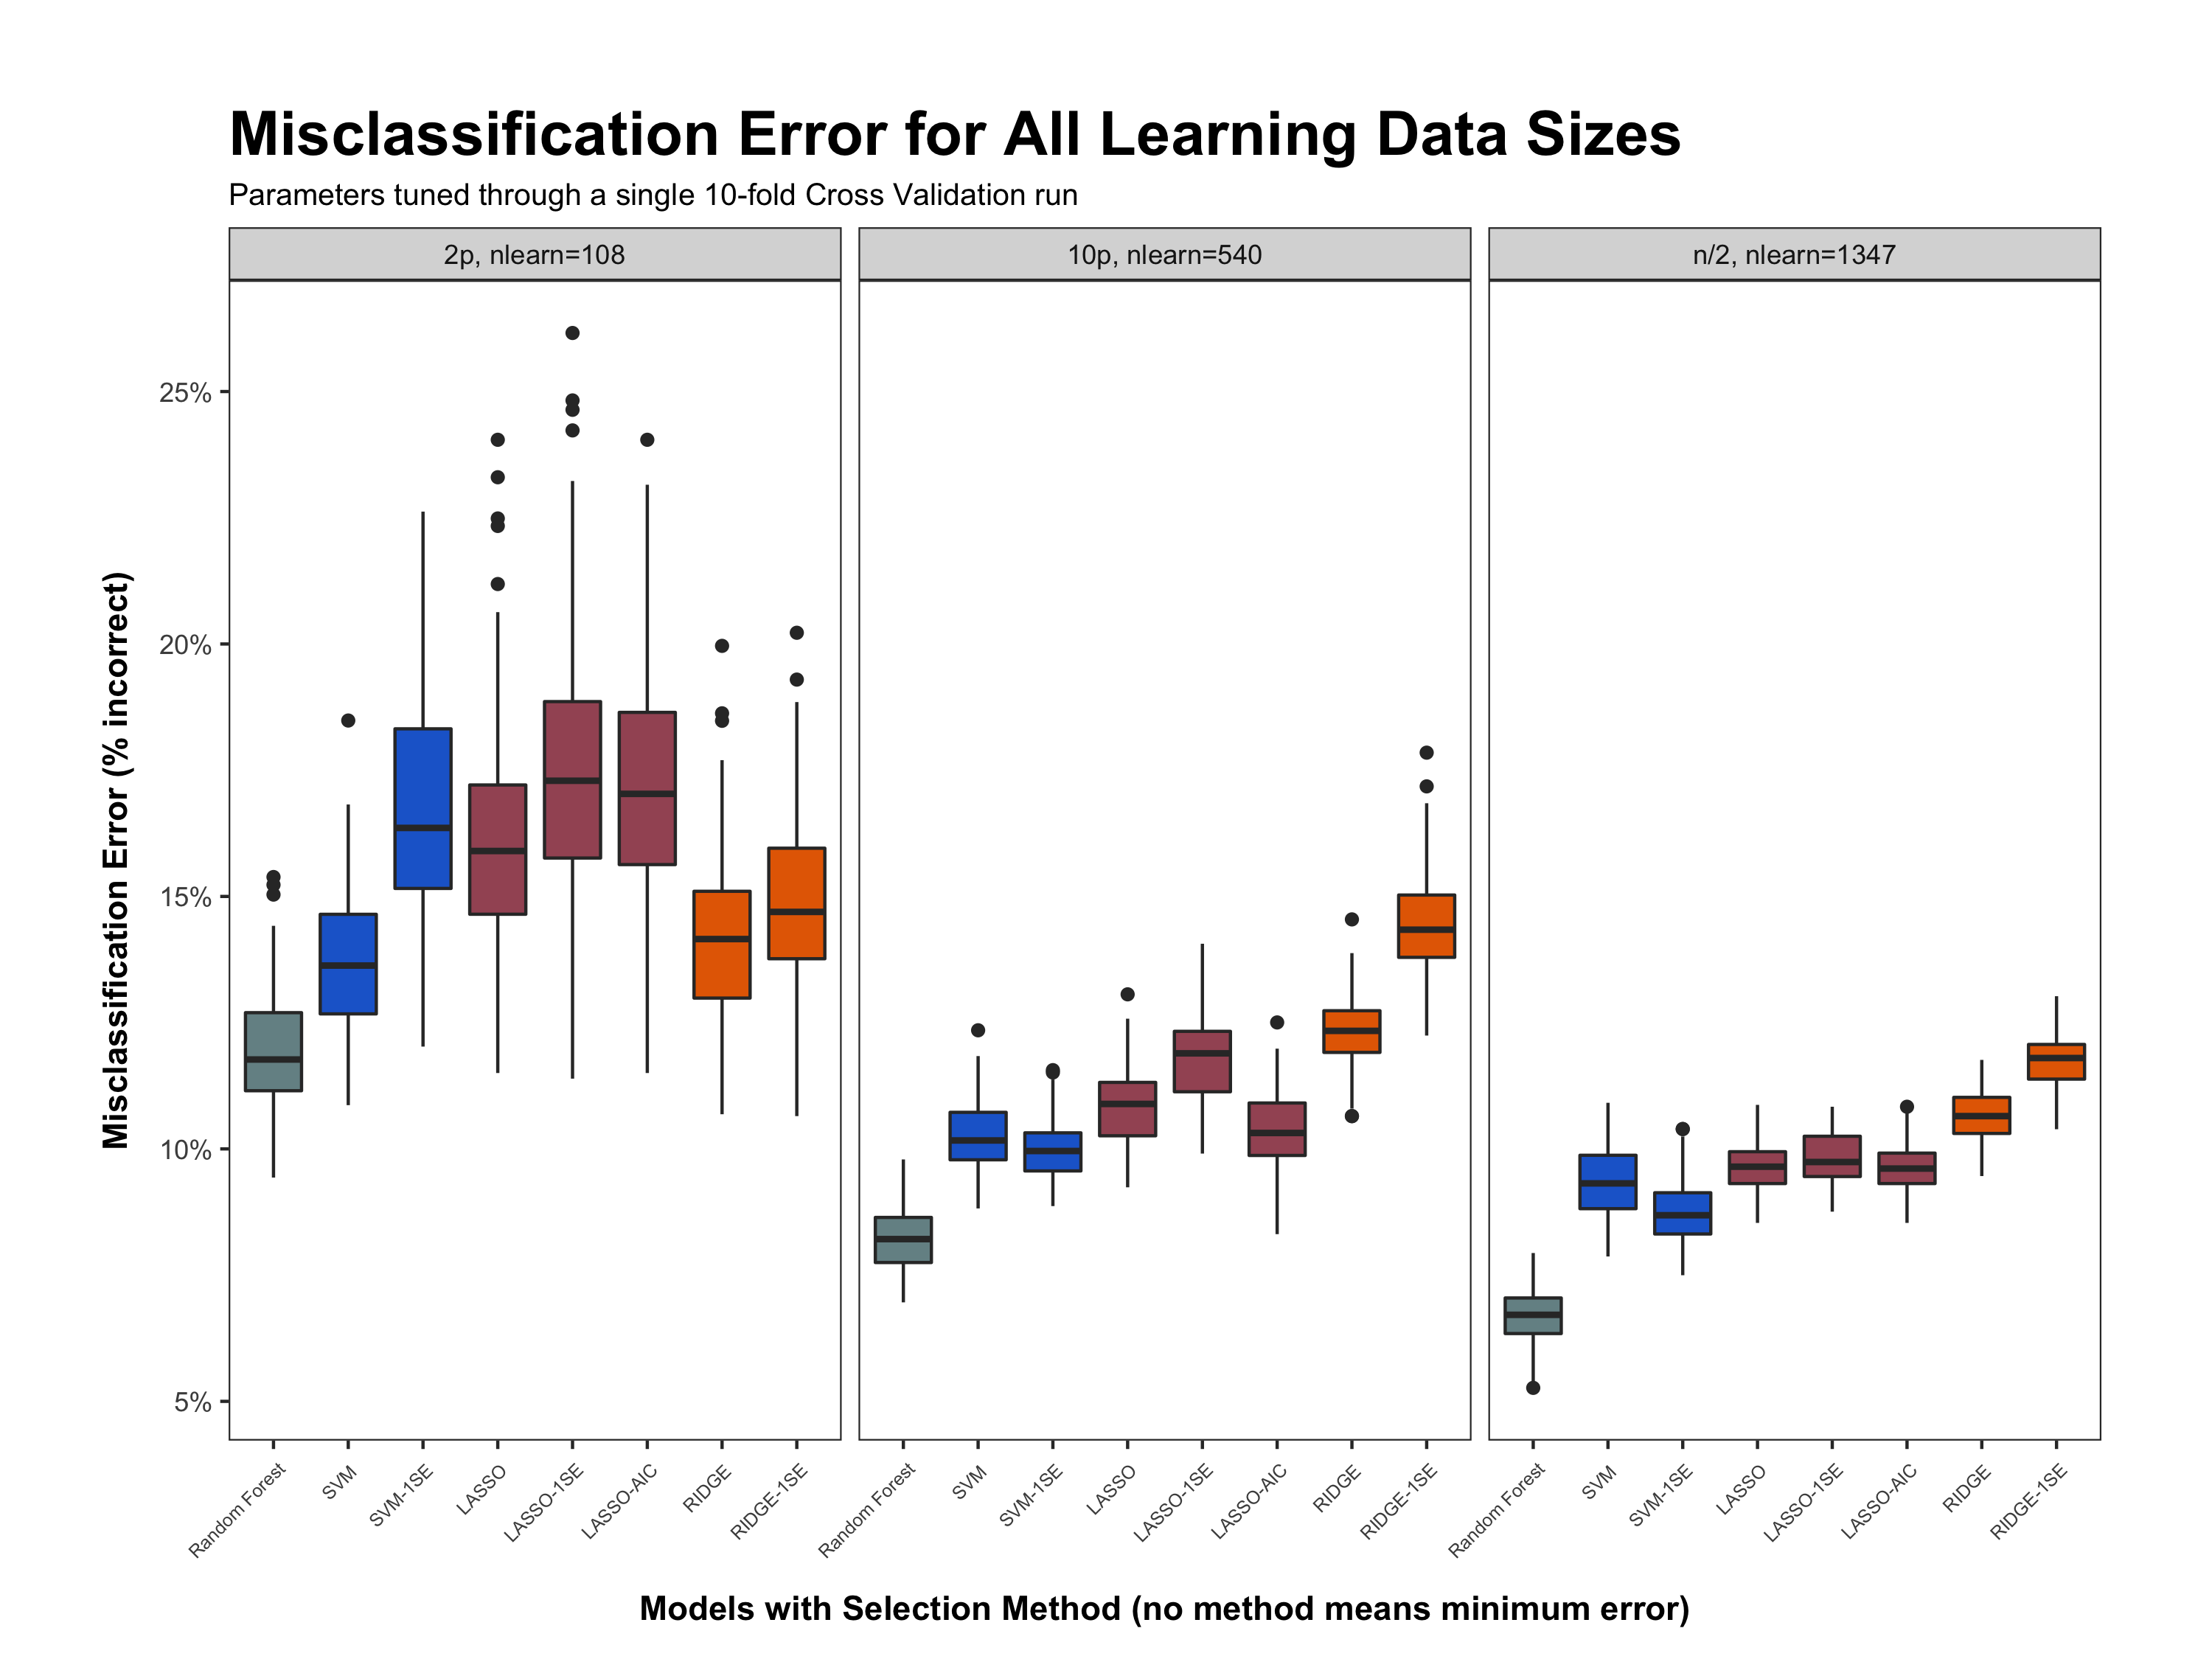 Misclassification Error for All Learning Data Sizes
Parameters tuned through a single 10-fold Cross Validation run
2p, nlearn=108
10p, nlearn=540
n/2, nlearn=1347
Misclassification Error (% incorrect)
25%
20%
15%
10%
5%
Random Forest
SVM
SVM-1SE
LASSO
LASSO-1SE
LASSO-AIC
RIDGE
RIDGE-1SE
Random Forest
SVM
SVM-1SE
LASSO
LASSO-1SE
LASSO-AIC
RIDGE
RIDGE-1SE
Random Forest
SVM
SVM-1SE
LASSO
LASSO-1SE
LASSO-AIC
RIDGE
RIDGE-1SE
Models with Selection Method (no method means minimum error)